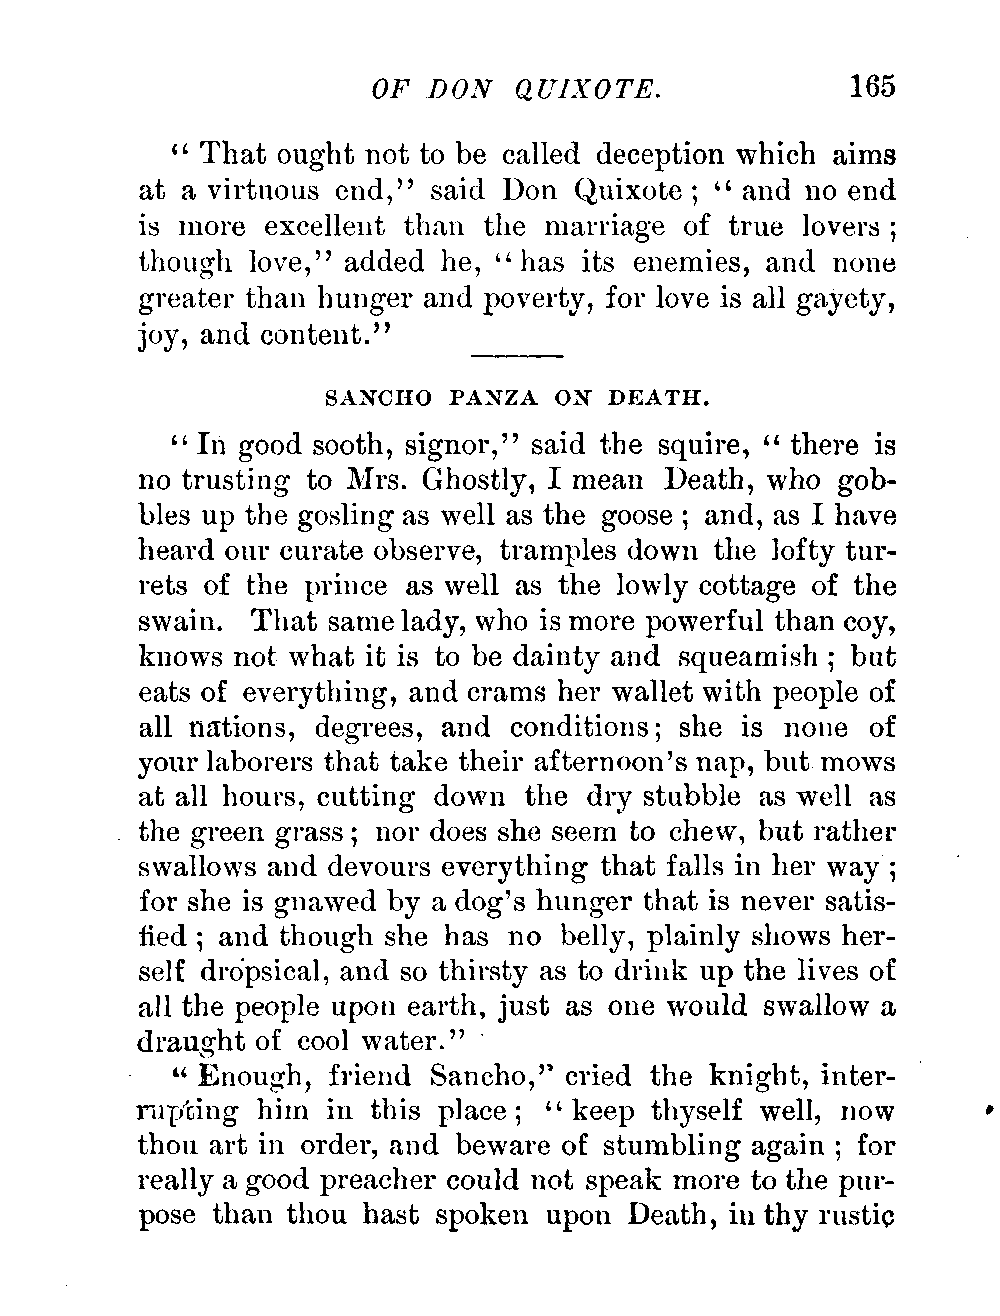 OF DON QUIXOTE. 165
“ That ought not to be called deception which aims
at a virtuous end,” said Don Quixote ; “ and no end
is more excellent than the marriage of true lovers ;
though love,” added he, “ has its enemies, and none
greater than hunger and poverty, for love is all gayety,
joy, and content.”
SANCHO PANZA ON DEATH.
“ In good sooth, signor,” said the squire, “ there is
no trusting to Mrs. Ghostly, I mean Death, who gob-
bles up the gosling as well as the goose ; and, as I have
heard our curate observe, tramples down the lofty tur-
rets of the prince as well as the lowly cottage of the
swain. That same lady, who is more powerful than coy,
knows not what it is to be dainty and squeamish ; but
eats of everything, and crams her wallet with people of
all nations, degrees, and conditions; she is none of
your laborers that take their afternoon's nap, but mows
at all hours, cutting down the dry stubble as well as
the green grass ; nor does she seem to chew, but rather
swallows and devours everything that falls in her way ;
for she is gnawed by a dog's hunger that is never satis-
fied ; and though she has no belly, plainly shows her-
self dropsical, and so thirsty as to drink up the lives of
all the people upon earth, just as one would swallow a
draught of cool water.”
“ Enough, friend Sancho,” cried the knight, inter-
rupting him in this place ; “ keep thyself well, now
thou art in order, and beware of stumbling again ; for
really a good preacher could not speak more to the pur-
pose than thou hast spoken upon Death, in thy rustic